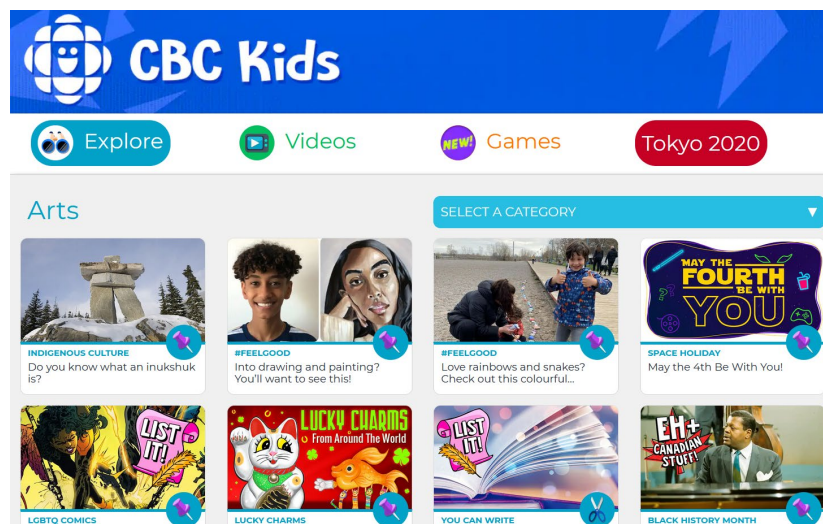 CBC Kids
Explore
Videos
NEW!
Games
Tokyo 2020
Arts
SELECT A CATEGORY
MAY THE
FOURTH
BE WITH
YOU
INDIGENOUS CULTURE
Do you know what an inukshuk
is?
#FEELGOOD
Into drawing and painting?
You'll want to see this!
#FEELGOOD
Love rainbows and snakes?
Check out this colourful...
SPACE HOLIDAY
May the 4th Be With You!
LIST
IT!
LUCKY CHARMS
From Around The World
LIST
IT!
EH+
CANADIAN
STUFF!
LGBTQ COMICS
LUCKY CHARMS
YOU CAN WRITE
BLACK HISTORY MONTH